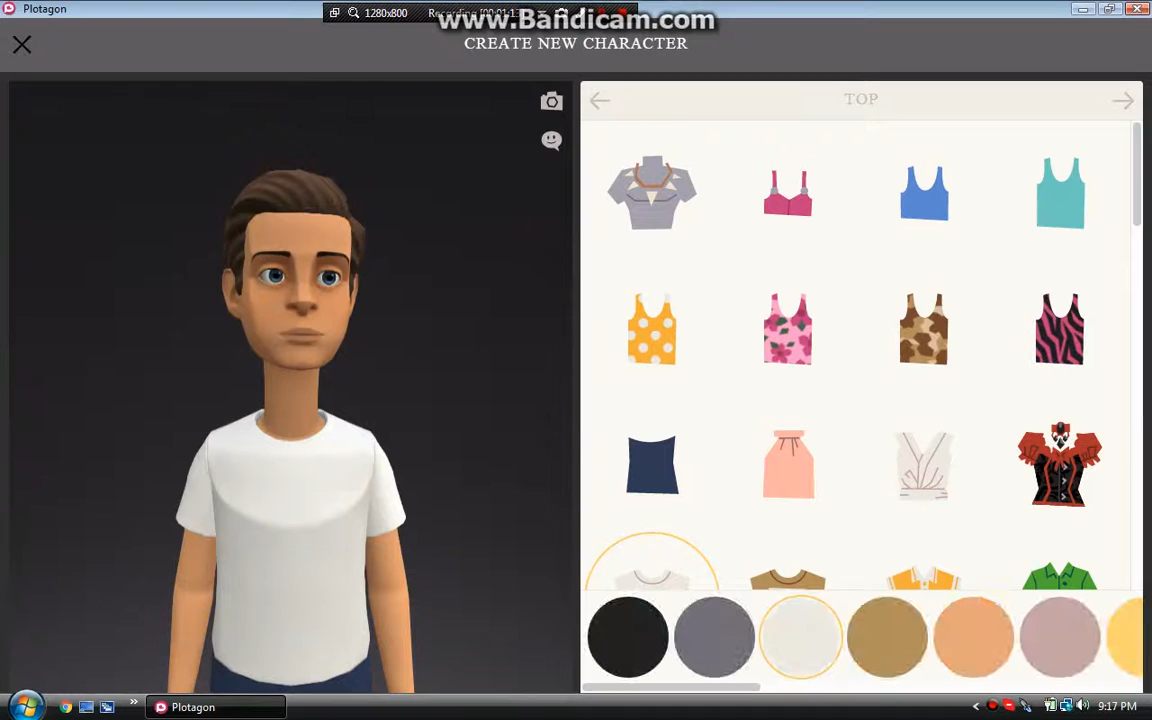 Plotagon
1280x800
www.Bandicam.com
CREATE NEW CHARACTER
TOP
Plotagon
9:17 PM